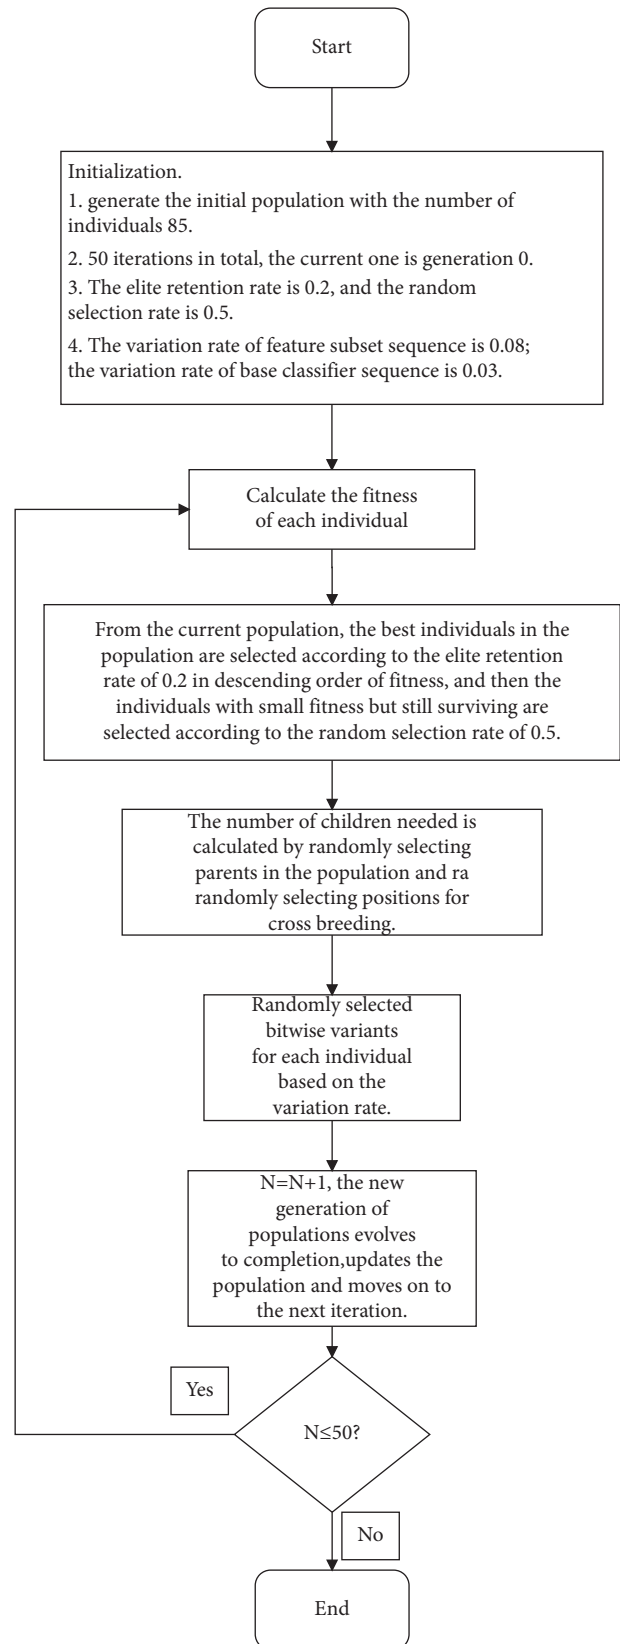 Start
Initialization.
1. generate the initial population with the number of
individuals 85.
2. 50 iterations in total, the current one is generation 0.
3. The elite retention rate is 0.2, and the random
selection rate is 0.5.
4. The variation rate of feature subset sequence is 0.08;
the variation rate of base classifier sequence is 0.03.
Calculate the fitness
of each individual
From the current population, the best individuals in the
population are selected according to the elite retention
rate of 0.2 in descending order of fitness, and then the
individuals with small fitness but still surviving are
selected according to the random selection rate of 0.5.
The number of children needed is
calculated by randomly selecting
parents in the population and ra
randomly selecting positions for
cross breeding.
Randomly selected
bitwise variants
for each individual
based on the
variation rate.
N=N+1, the new
generation of
populations evolves
to completion,updates the
population and moves on to
the next iteration.
Yes
N≤50?
No
End